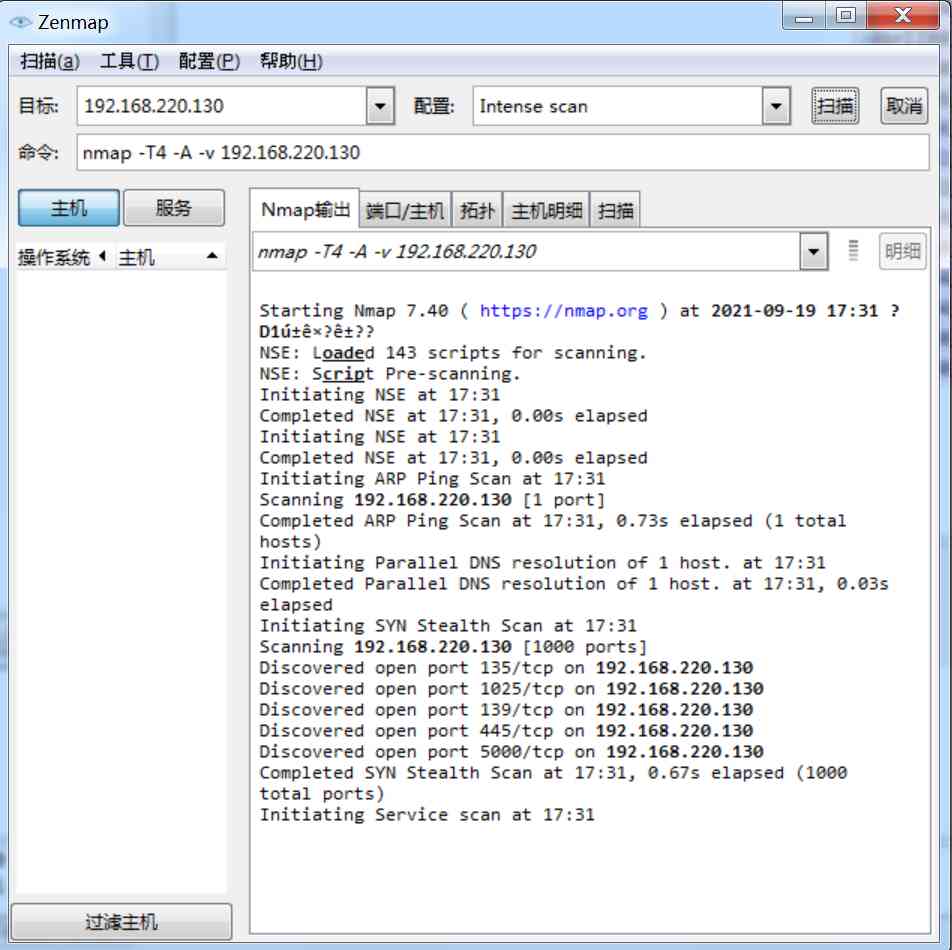 Zenmap
扫描(a) 工具(T) 配置(P) 帮助(H)
目标: 192.168.220.130 配置: Intense scan 扫描 取消
命令: nmap -T4 -A -v 192.168.220.130
主机 服务
操作系统 主机
Nmap输出 端口/主机 拓扑 主机明细 扫描
nmap -T4 -A -v 192.168.220.130 明细
Starting Nmap 7.40 ( https://nmap.org ) at 2021-09-19 17:31 ?
D1ú±ê×?ê±??
NSE: Loaded 143 scripts for scanning.
NSE: Script Pre-scanning.
Initiating NSE at 17:31
Completed NSE at 17:31, 0.00s elapsed
Initiating NSE at 17:31
Completed NSE at 17:31, 0.00s elapsed
Initiating ARP Ping Scan at 17:31
Scanning 192.168.220.130 [1 port]
Completed ARP Ping Scan at 17:31, 0.73s elapsed (1 total
hosts)
Initiating Parallel DNS resolution of 1 host. at 17:31
Completed Parallel DNS resolution of 1 host. at 17:31, 0.03s
elapsed
Initiating SYN Stealth Scan at 17:31
Scanning 192.168.220.130 [1000 ports]
Discovered open port 135/tcp on 192.168.220.130
Discovered open port 1025/tcp on 192.168.220.130
Discovered open port 139/tcp on 192.168.220.130
Discovered open port 445/tcp on 192.168.220.130
Discovered open port 5000/tcp on 192.168.220.130
Completed SYN Stealth Scan at 17:31, 0.67s elapsed (1000
total ports)
Initiating Service scan at 17:31
过滤主机